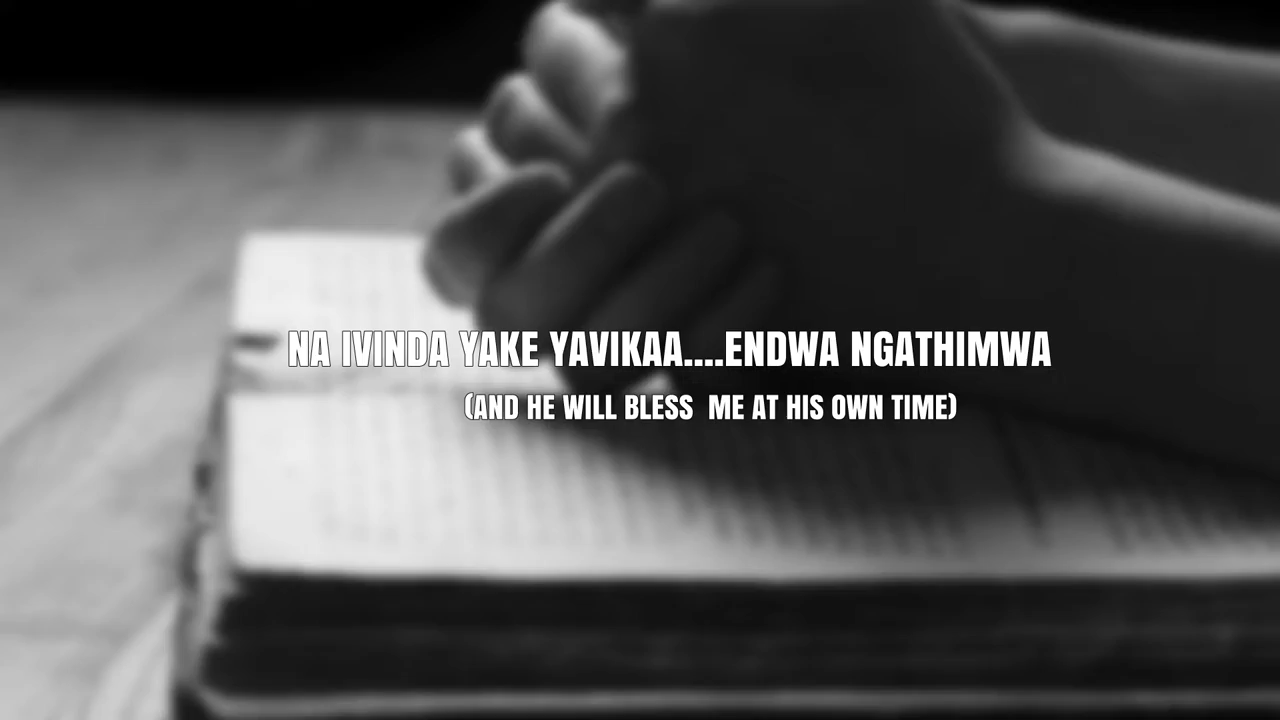 NA IVINDA YAKE YAVIKAA....ENDWA NGATHIMWA
(AND HE WILL BLESS  ME AT HIS OWN TIME)